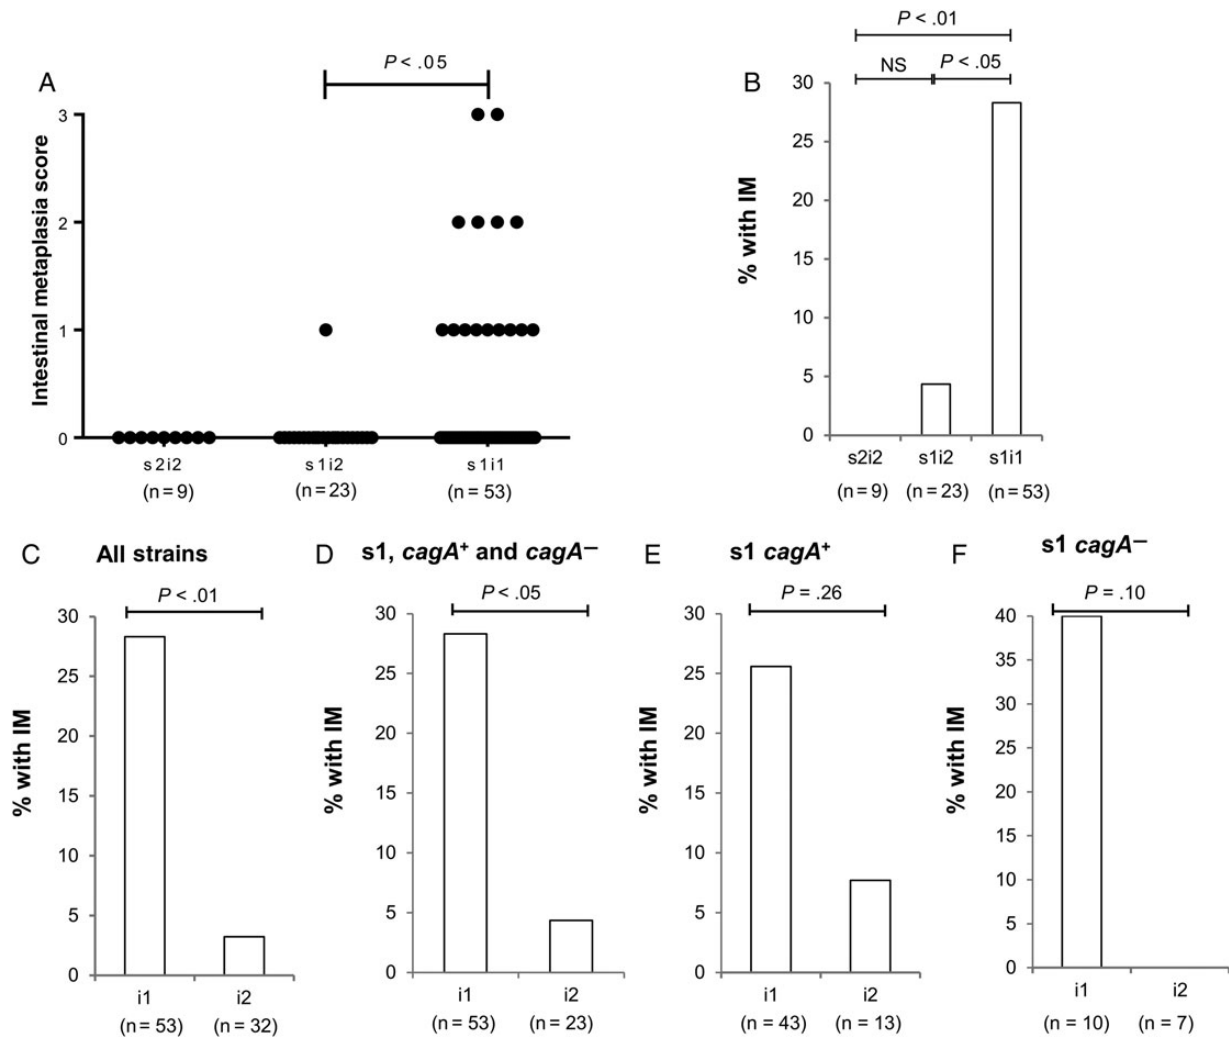 A
P < .05
Intestinal metaplasia score
3
2
1
0
s2i2
s1i2
s1i1
(n=9)
(n=23)
(n=53)
B
P < .01
NS
P < .05
% with IM
30
25
20
15
10
5
0
s2i2
s1i2
s1i1
(n=9)
(n=23)
(n=53)
C
All strains
P < .01
% with IM
30
25
20
15
10
5
0
i1
i2
(n=53)
(n=32)
D
s1, cagA⁺ and cagA⁻
P < .05
% with IM
30
25
20
15
10
5
0
i1
i2
(n=53)
(n=23)
E
s1 cagA⁺
P = .26
% with IM
30
25
20
15
10
5
0
i1
i2
(n=43)
(n=13)
F
s1 cagA⁻
P = .10
% with IM
40
35
30
25
20
15
10
5
0
i1
i2
(n=10)
(n=7)